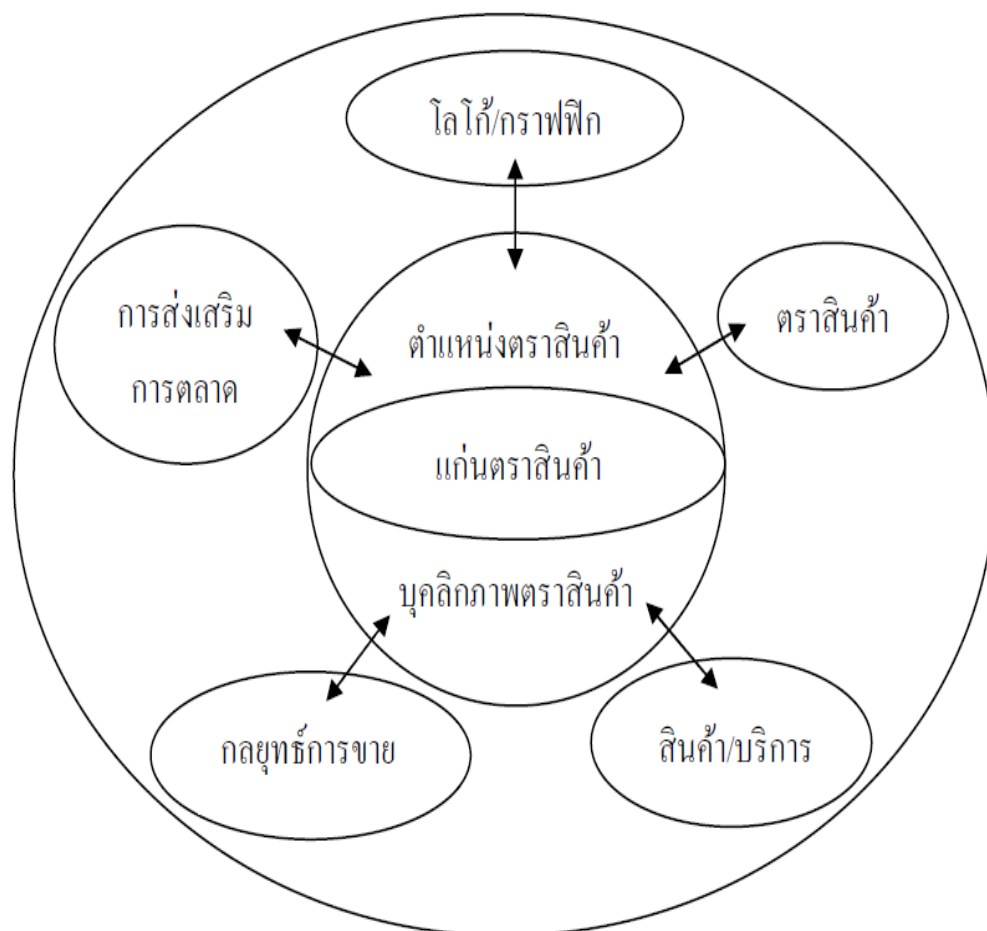 โลโก้/กราฟฟิก
การส่งเสริม
การตลาด
ตราสินค้า
ตำแหน่งตราสินค้า
แก่นตราสินค้า
บุคลิกภาพตราสินค้า
กลยุทธ์การขาย
สินค้า/บริการ